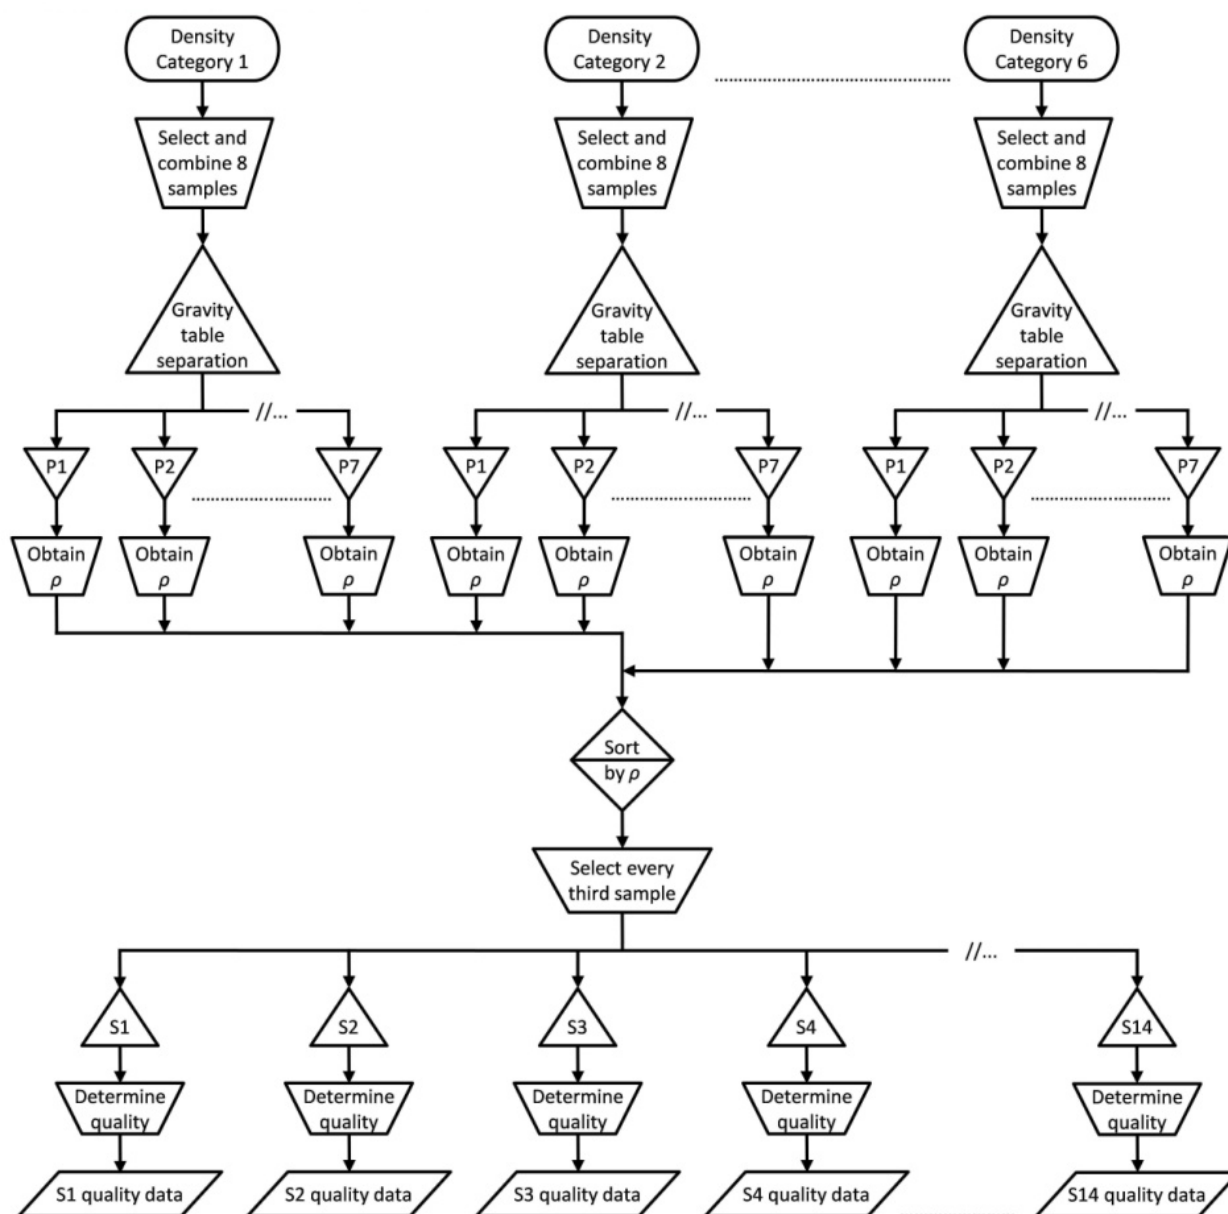 Density
Category 1
Density
Category 2
Density
Category 6
Select and
combine 8
samples
Select and
combine 8
samples
Select and
combine 8
samples
Gravity
table
separation
Gravity
table
separation
Gravity
table
separation
//...
//...
//...
P1
P2
P7
P1
P2
P7
P1
P2
P7
Obtain
ρ
Obtain
ρ
Obtain
ρ
Obtain
ρ
Obtain
ρ
Obtain
ρ
Obtain
ρ
Obtain
ρ
Obtain
ρ
Sort
by ρ
Select every
third sample
//...
S1
S2
S3
S4
S14
Determine
quality
Determine
quality
Determine
quality
Determine
quality
Determine
quality
S1 quality data
S2 quality data
S3 quality data
S4 quality data
S14 quality data